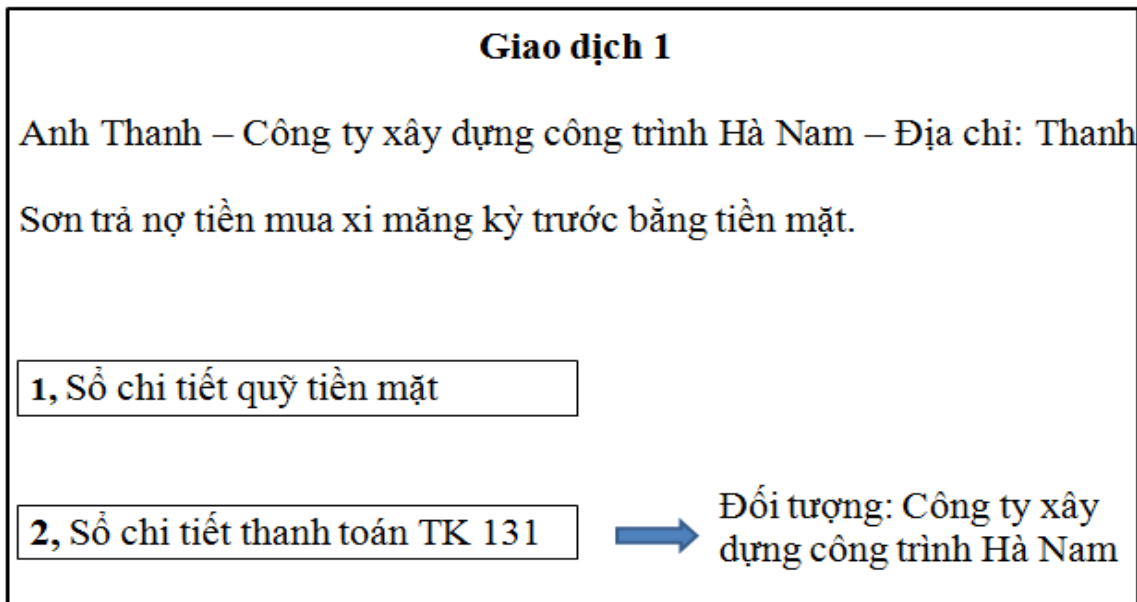 Giao dịch 1
Anh Thanh – Công ty xây dựng công trình Hà Nam – Địa chỉ: Thanh
Sơn trả nợ tiền mua xi măng kỳ trước bằng tiền mặt.
1, Sổ chi tiết quỹ tiền mặt
2, Sổ chi tiết thanh toán TK 131
Đối tượng: Công ty xây
dựng công trình Hà Nam